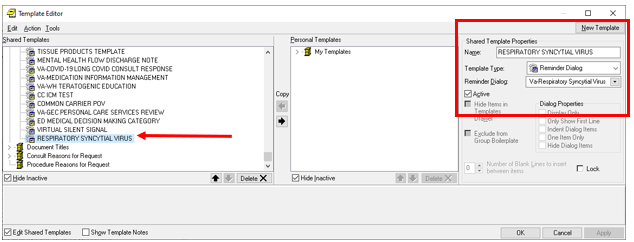 Template Editor
Edit Action Tools
New Template
Shared Templates
TISSUE PRODUCTS TEMPLATE
MENTAL HEALTH FLOW DISCHARGE NOTE
VA-COVID-19 LONG COVID CONSULT RESPONSE
VA-MEDICATION INFORMATION MANAGEMENT
VA-WH TERATOGENIC EDUCATION
CC ICM TEST
COMMON CARRIER POV
VA-GEC PERSONAL CARE SERVICES REVIEW
ED MEDICAL DECISION MAKING CATEGORY
VIRTUAL SILENT SIGNAL
RESPIRATORY SYNCYTIAL VIRUS
Document Titles
Consult Reasons for Request
Procedure Reasons for Request
Hide Inactive
Delete
Copy
Personal Templates
My Templates
Hide Inactive
Delete
Shared Template Properties
Name: RESPIRATORY SYNCYTIAL VIRUS
Template Type: Reminder Dialog
Reminder Dialog: Va-Respiratory Syncytial Virus
Active
Hide Items in
Templates
Drawer
Exclude from
Group Boilerplate
Dialog Properties
Display Only
Only Show First Line
Indent Dialog Items
One Item Only
Hide Dialog Items
0 Number of Blank Lines to insert
between items
Lock
Edit Shared Templates
Show Template Notes
OK
Cancel
Apply